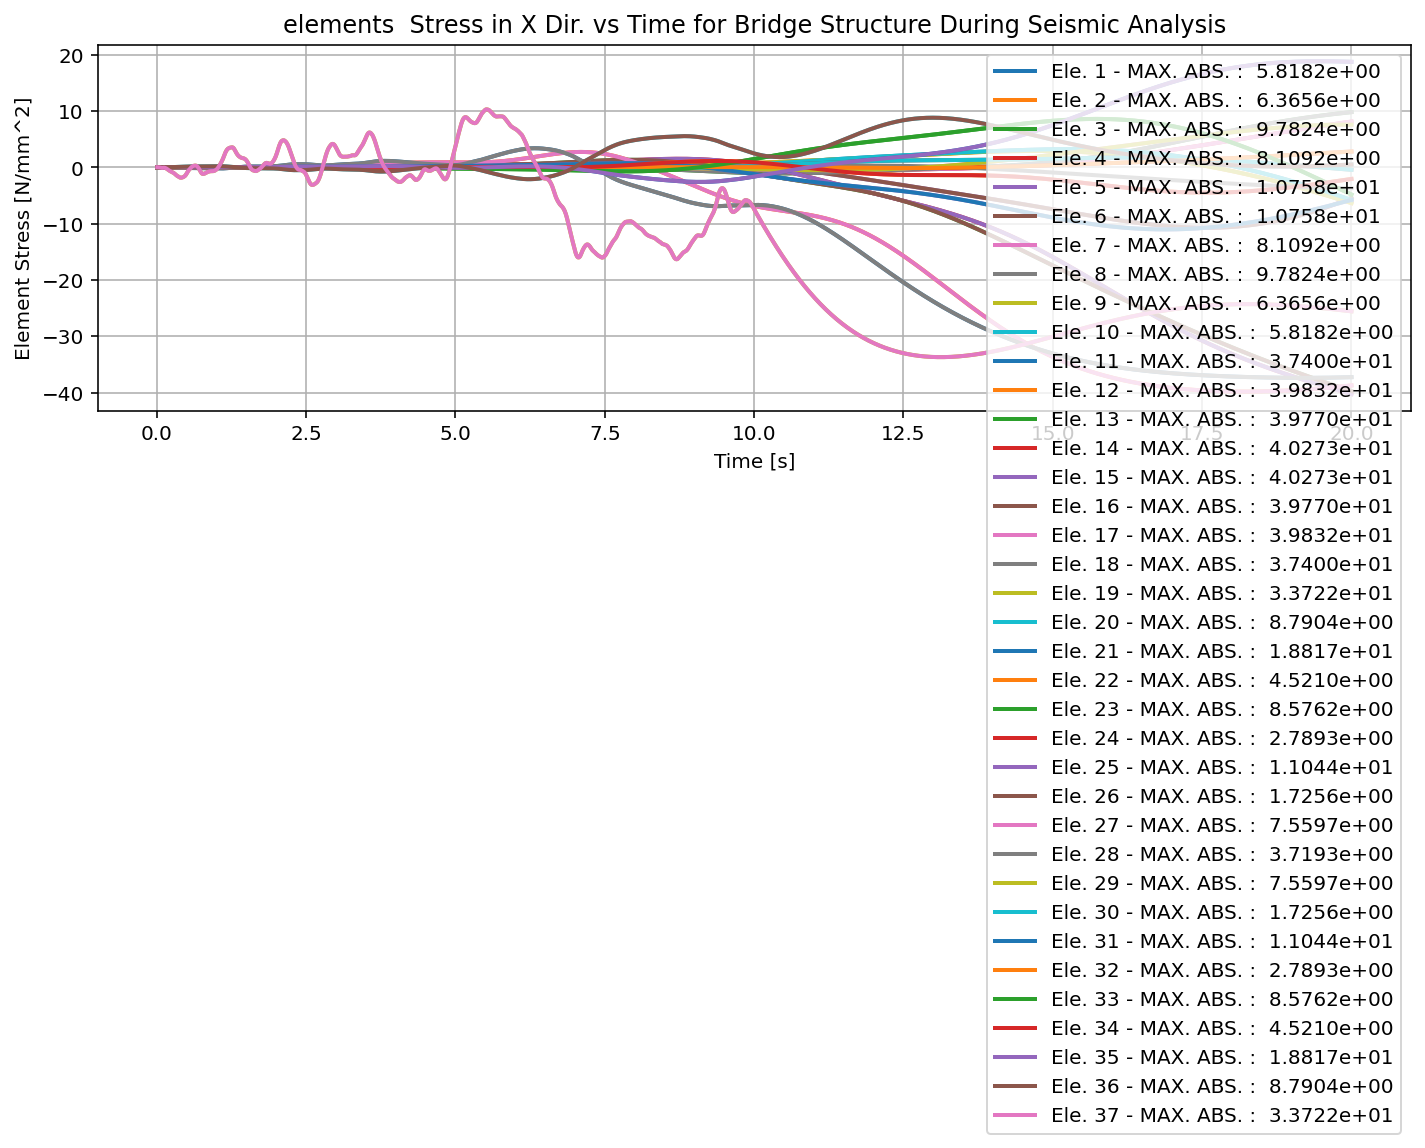 elements  Stress in X Dir. vs Time for Bridge Structure During Seismic Analysis
Element Stress [N/mm^2]
20
10
0
−10
−20
−30
−40
0.0
2.5
5.0
7.5
10.0
12.5
15.0
17.5
20.0
Time [s]
Ele. 1 - MAX. ABS. :  5.8182e+00
Ele. 2 - MAX. ABS. :  6.3656e+00
Ele. 3 - MAX. ABS. :  9.7824e+00
Ele. 4 - MAX. ABS. :  8.1092e+00
Ele. 5 - MAX. ABS. :  1.0758e+01
Ele. 6 - MAX. ABS. :  1.0758e+01
Ele. 7 - MAX. ABS. :  8.1092e+00
Ele. 8 - MAX. ABS. :  9.7824e+00
Ele. 9 - MAX. ABS. :  6.3656e+00
Ele. 10 - MAX. ABS. :  5.8182e+00
Ele. 11 - MAX. ABS. :  3.7400e+01
Ele. 12 - MAX. ABS. :  3.9832e+01
Ele. 13 - MAX. ABS. :  3.9770e+01
Ele. 14 - MAX. ABS. :  4.0273e+01
Ele. 15 - MAX. ABS. :  4.0273e+01
Ele. 16 - MAX. ABS. :  3.9770e+01
Ele. 17 - MAX. ABS. :  3.9832e+01
Ele. 18 - MAX. ABS. :  3.7400e+01
Ele. 19 - MAX. ABS. :  3.3722e+01
Ele. 20 - MAX. ABS. :  8.7904e+00
Ele. 21 - MAX. ABS. :  1.8817e+01
Ele. 22 - MAX. ABS. :  4.5210e+00
Ele. 23 - MAX. ABS. :  8.5762e+00
Ele. 24 - MAX. ABS. :  2.7893e+00
Ele. 25 - MAX. ABS. :  1.1044e+01
Ele. 26 - MAX. ABS. :  1.7256e+00
Ele. 27 - MAX. ABS. :  7.5597e+00
Ele. 28 - MAX. ABS. :  3.7193e+00
Ele. 29 - MAX. ABS. :  7.5597e+00
Ele. 30 - MAX. ABS. :  1.7256e+00
Ele. 31 - MAX. ABS. :  1.1044e+01
Ele. 32 - MAX. ABS. :  2.7893e+00
Ele. 33 - MAX. ABS. :  8.5762e+00
Ele. 34 - MAX. ABS. :  4.5210e+00
Ele. 35 - MAX. ABS. :  1.8817e+01
Ele. 36 - MAX. ABS. :  8.7904e+00
Ele. 37 - MAX. ABS. :  3.3722e+01